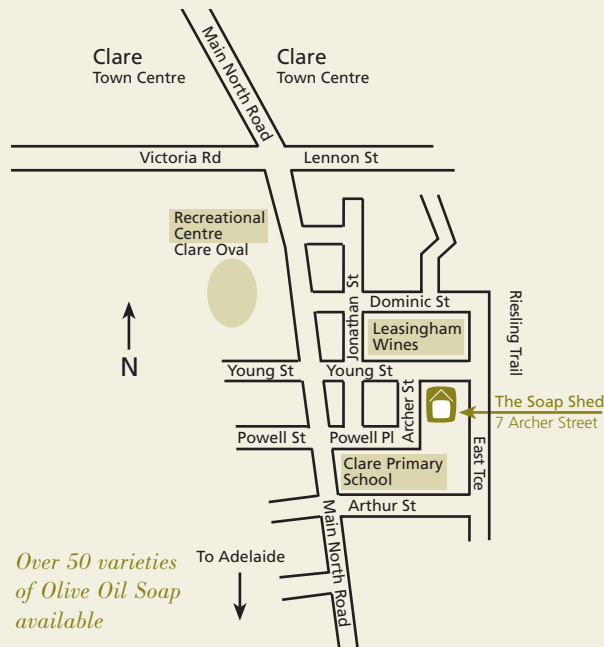 Clare
Town Centre
Main North Road
Clare
Town Centre
Victoria Rd
Lennon St
Recreational
Centre
Clare Oval
Jonathan St
Dominic St
Riesling Trail
Leasingham
Wines
N
Young St
Young St
Archer St
The Soap Shed
7 Archer Street
Powell St
Powell Pl
East Tce
Clare Primary
School
Arthur St
Main North Road
To Adelaide
Over 50 varieties
of Olive Oil Soap
available